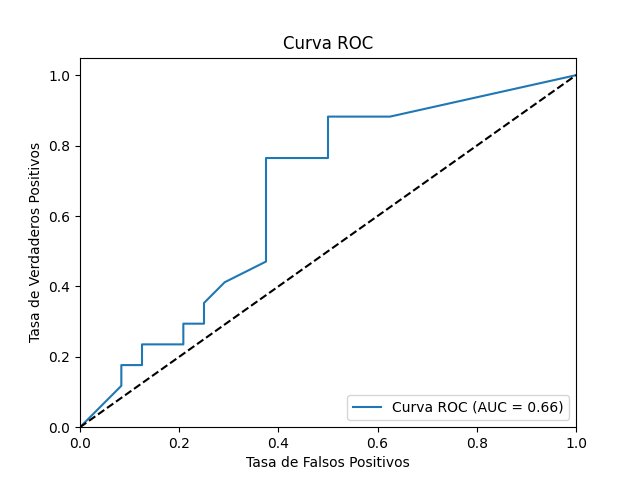 Curva ROC
Tasa de Verdaderos Positivos
1.0
0.8
0.6
0.4
0.2
0.0
0.0 0.2 0.4 0.6 0.8 1.0
Tasa de Falsos Positivos
Curva ROC (AUC = 0.66)